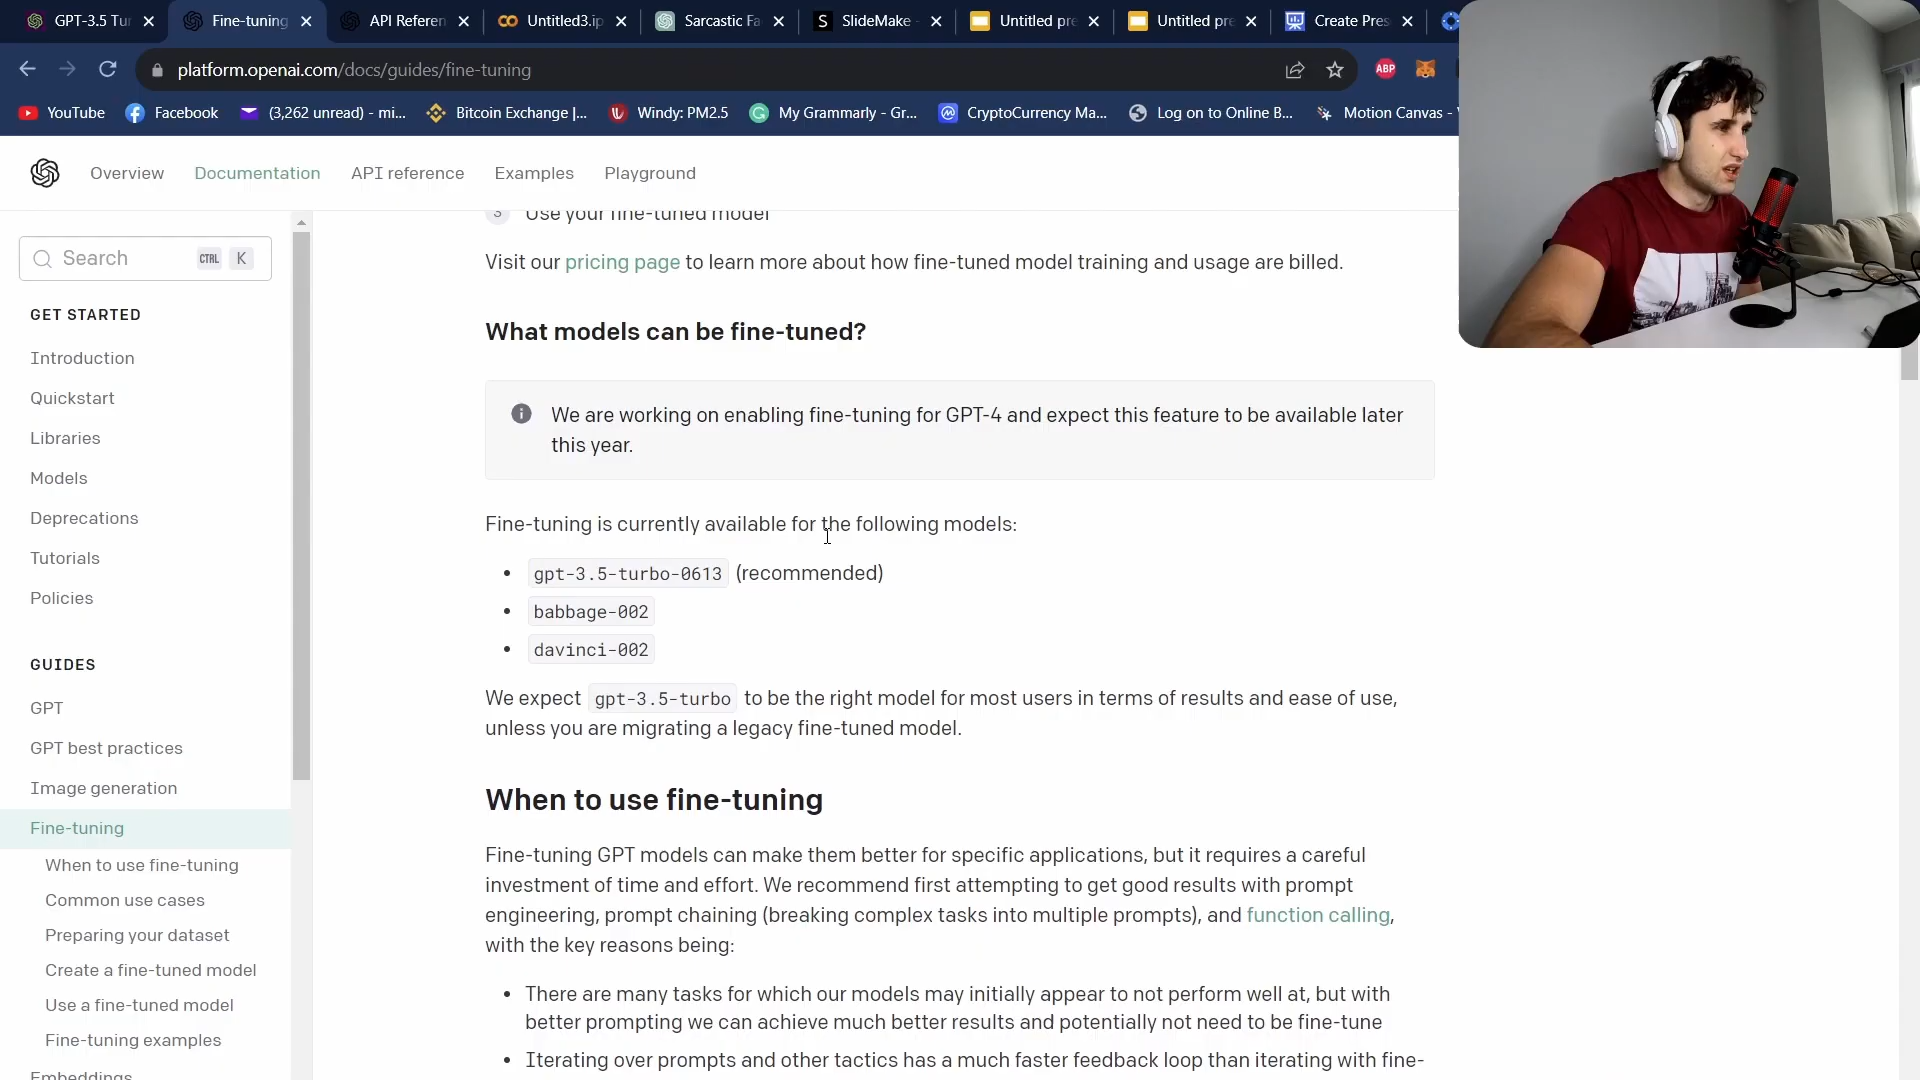 GPT-3.5 Tur
Fine-tuning
API Referen
Untitled3.ip
Sarcastic Fa
SlideMake -
Untitled pre
Untitled pre
Create Pres
platform.openai.com/docs/guides/fine-tuning
ABP
YouTube
Facebook
(3,262 unread) - mi...
Bitcoin Exchange |...
Windy: PM2.5
My Grammarly - Gr...
CryptoCurrency Ma...
Log on to Online B...
Motion Canvas -
Overview
Documentation
API reference
Examples
Playground
Search
CTRL
K
GET STARTED
Introduction
Quickstart
Libraries
Models
Deprecations
Tutorials
Policies
GUIDES
GPT
GPT best practices
Image generation
Fine-tuning
When to use fine-tuning
Common use cases
Preparing your dataset
Create a fine-tuned model
Use a fine-tuned model
Fine-tuning examples
Embeddings
3 Use your fine-tuned model
Visit our pricing page to learn more about how fine-tuned model training and usage are billed.
What models can be fine-tuned?
We are working on enabling fine-tuning for GPT-4 and expect this feature to be available later
this year.
Fine-tuning is currently available for the following models:
• gpt-3.5-turbo-0613 (recommended)
• babbage-002
• davinci-002
We expect gpt-3.5-turbo to be the right model for most users in terms of results and ease of use,
unless you are migrating a legacy fine-tuned model.
When to use fine-tuning
Fine-tuning GPT models can make them better for specific applications, but it requires a careful
investment of time and effort. We recommend first attempting to get good results with prompt
engineering, prompt chaining (breaking complex tasks into multiple prompts), and function calling,
with the key reasons being:
• There are many tasks for which our models may initially appear to not perform well at, but with
better prompting we can achieve much better results and potentially not need to be fine-tune
• Iterating over prompts and other tactics has a much faster feedback loop than iterating with fine-